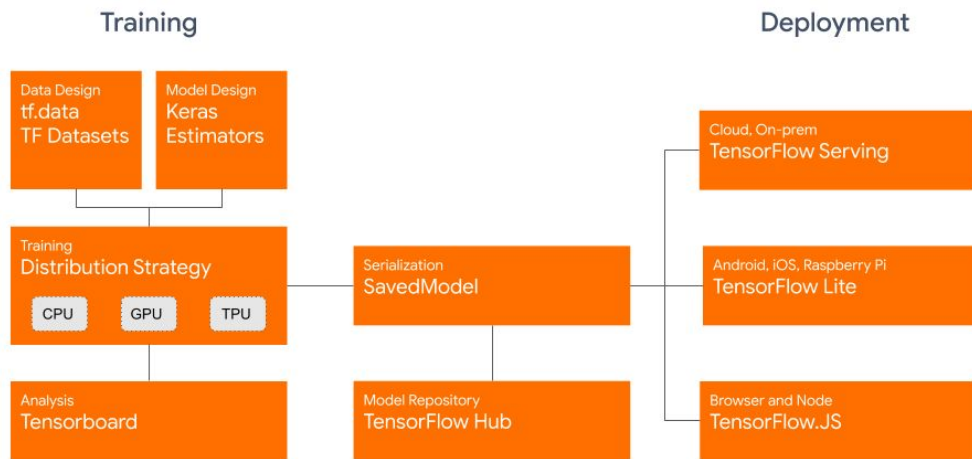 Training
Deployment
Data Design
tf.data
TF Datasets
Model Design
Keras
Estimators
Training
Distribution Strategy
CPU
GPU
TPU
Analysis
Tensorboard
Serialization
SavedModel
Model Repository
TensorFlow Hub
Cloud, On-prem
TensorFlow Serving
Android, iOS, Raspberry Pi
TensorFlow Lite
Browser and Node
TensorFlow.JS